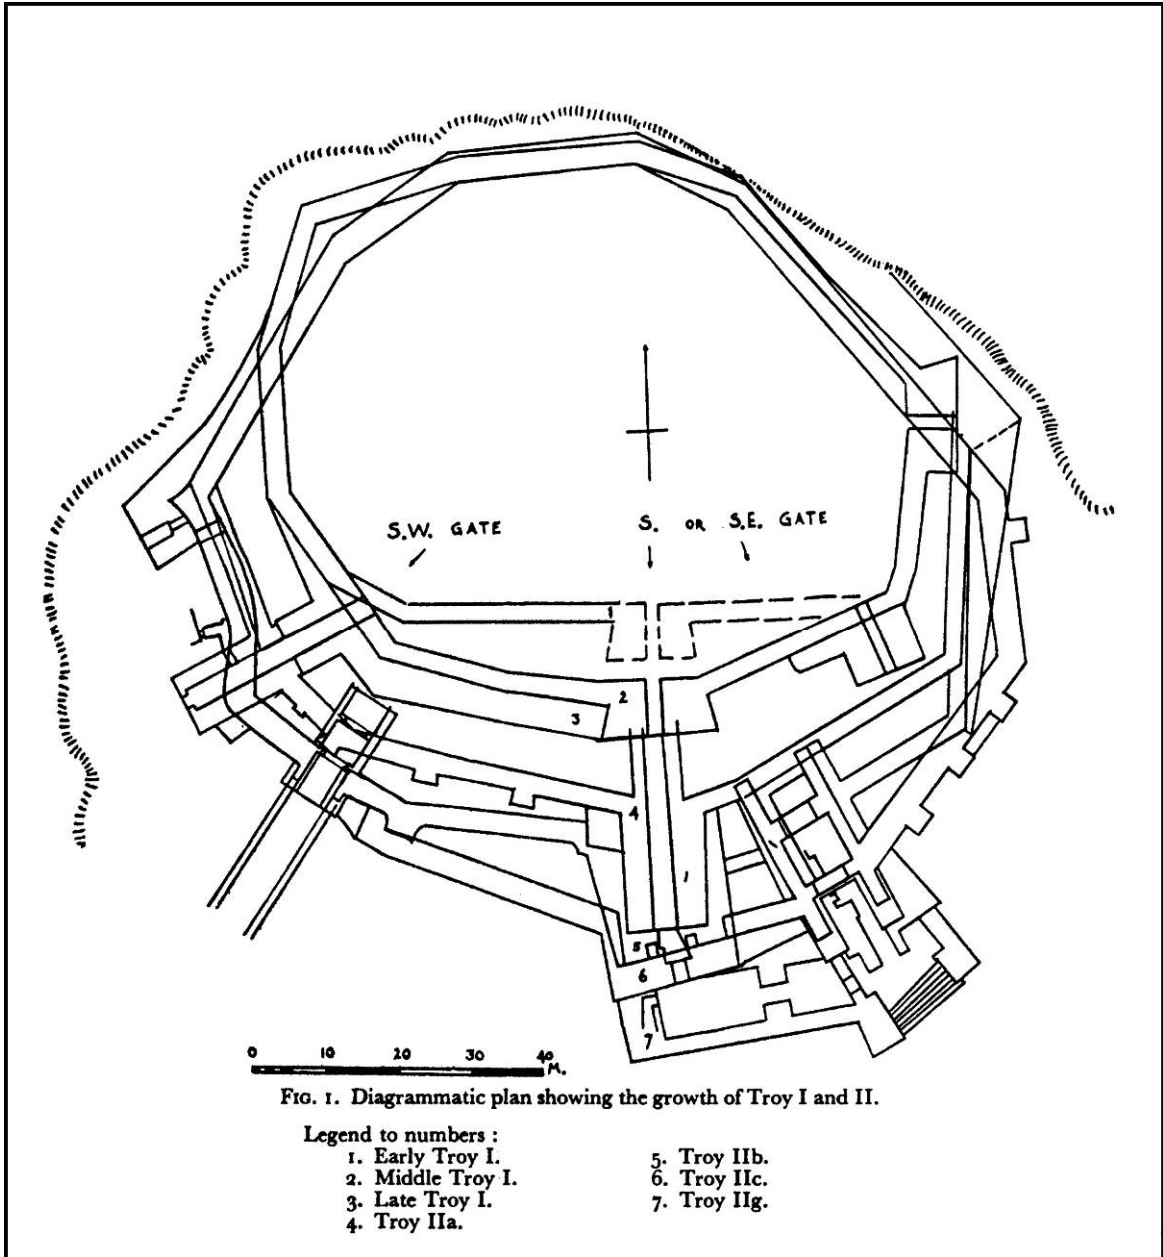 S.W. GATE
S. OR S.E. GATE
1
2
3
4
1
5
6
7
0 10 20 30 40 M.
FIG. 1. Diagrammatic plan showing the growth of Troy I and II.
Legend to numbers :
1. Early Troy I.
2. Middle Troy I.
3. Late Troy I.
4. Troy IIa.
5. Troy IIb.
6. Troy IIc.
7. Troy IIg.